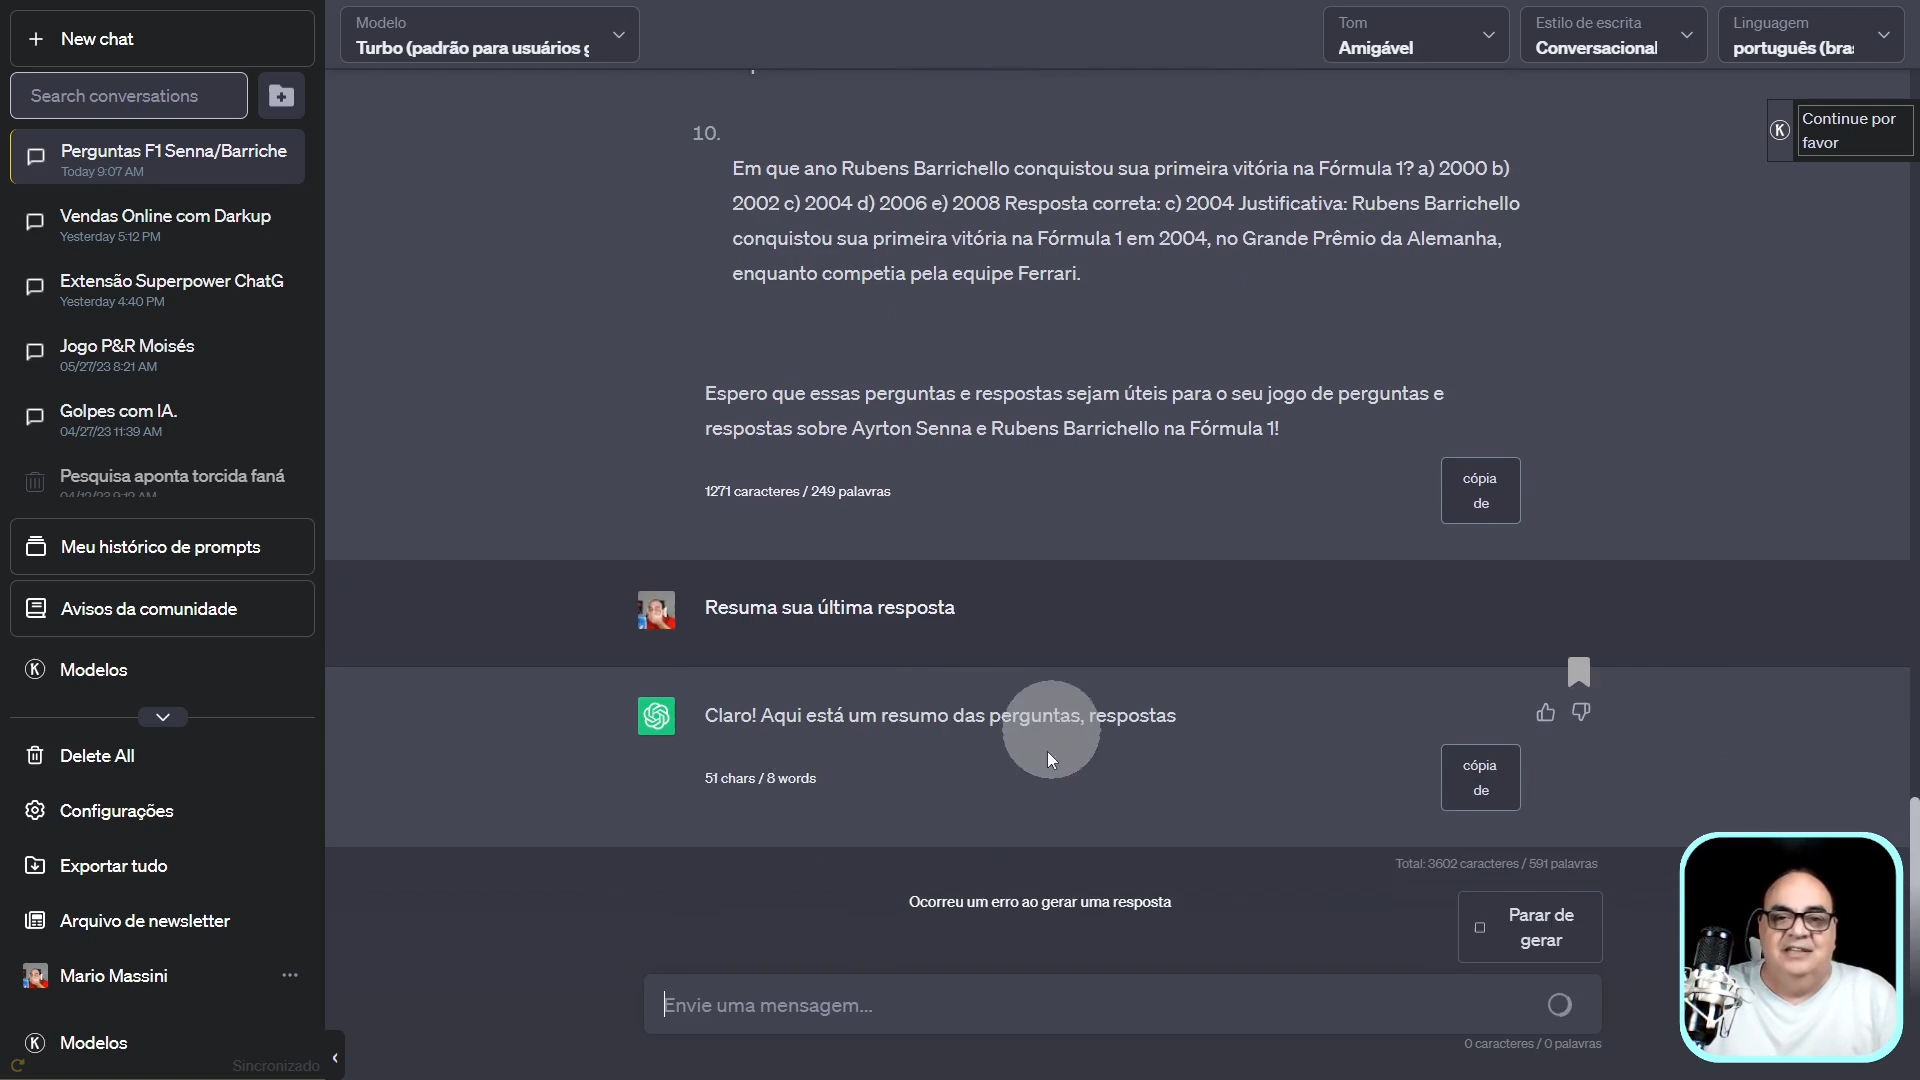 New chat
Search conversations
Perguntas F1 Senna/Barriche
Today 9:07 AM
Vendas Online com Darkup
Yesterday 5:12 PM
Extensão Superpower ChatG
Yesterday 4:40 PM
Jogo P&R Moisés
05/27/23 8:21 AM
Golpes com IA.
04/27/23 11:39 AM
Pesquisa aponta torcida faná
Meu histórico de prompts
Avisos da comunidade
Modelos
Delete All
Configurações
Exportar tudo
Arquivo de newsletter
Mario Massini
Modelos
Sincronizado
Modelo
Turbo (padrão para usuários g
Tom
Amigável
Estilo de escrita
Conversacional
Linguagem
português (bra
Continue por
favor
10.
Em que ano Rubens Barrichello conquistou sua primeira vitória na Fórmula 1? a) 2000 b)
2002 c) 2004 d) 2006 e) 2008 Resposta correta: c) 2004 Justificativa: Rubens Barrichello
conquistou sua primeira vitória na Fórmula 1 em 2004, no Grande Prêmio da Alemanha,
enquanto competia pela equipe Ferrari.
Espero que essas perguntas e respostas sejam úteis para o seu jogo de perguntas e
respostas sobre Ayrton Senna e Rubens Barrichello na Fórmula 1!
1271 caracteres / 249 palavras
cópia
de
Resuma sua última resposta
Claro! Aqui está um resumo das perguntas, respostas
51 chars / 8 words
cópia
de
Total: 3602 caracteres / 591 palavras
Ocorreu um erro ao gerar uma resposta
Parar de
gerar
Envie uma mensagem...
0 caracteres / 0 palavras